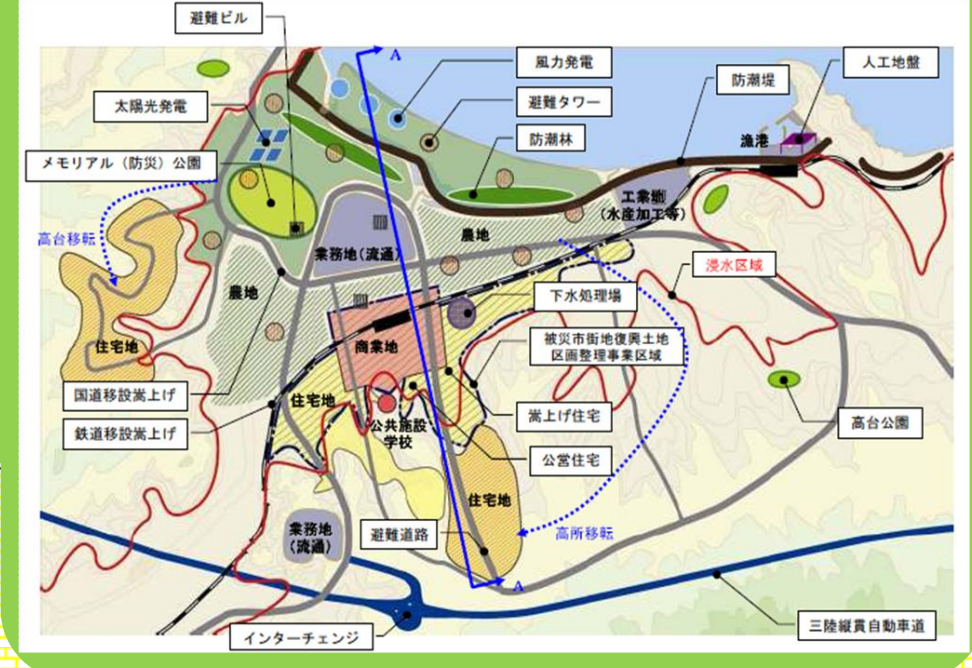 避難ビル
A
風力発電
人工地盤
防潮堤
太陽光発電
避難タワー
防潮林
漁港
メモリアル（防災）公園
工業地
（水産加工等）
農地
高台移転
業務地（流通）
浸水区域
農地
下水処理場
被災市街地復興土地
区画整理事業区域
住宅地
商業地
国道移設嵩上げ
住宅地
嵩上げ住宅
高台公園
鉄道移設嵩上げ
公共施設
学校
公営住宅
住宅地
業務地
（流通）
避難道路
高所移転
A
インターチェンジ
三陸縦貫自動車道